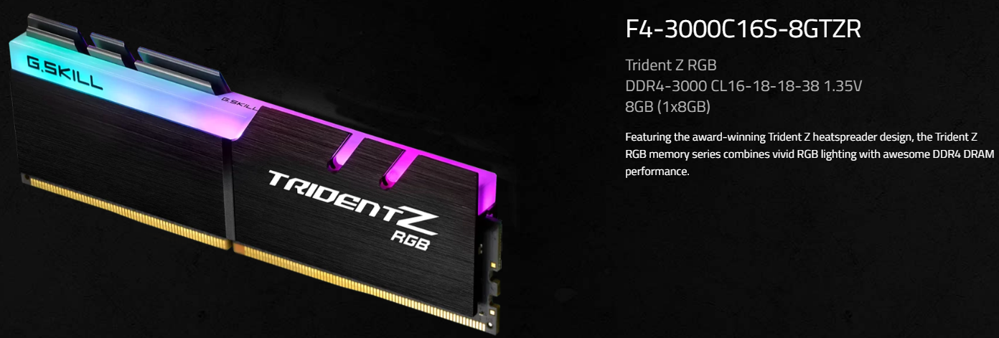 G.SKILL
G.SKILL
TRIDENTZ
RGB
F4-3000C16S-8GTZR
Trident Z RGB
DDR4-3000 CL16-18-18-38 1.35V
8GB (1x8GB)
Featuring the award-winning Trident Z heatspreader design, the Trident Z
RGB memory series combines vivid RGB lighting with awesome DDR4 DRAM
performance.